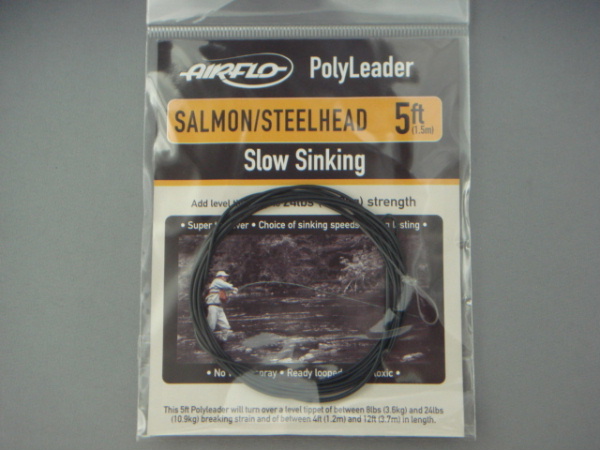 AIRFLO PolyLeader
SALMON/STEELHEAD 5ft (1.5m)
Slow Sinking
Add level 24lbs strength
• Super • Choice of sinking speeds
• No • Ready looped
This 5ft Polyleader will turn over a level tippet of between 8lbs (3.6kg) and 24lbs
(10.9kg) breaking strain and of between 4ft (1.2m) and 12ft (3.7m) in length.